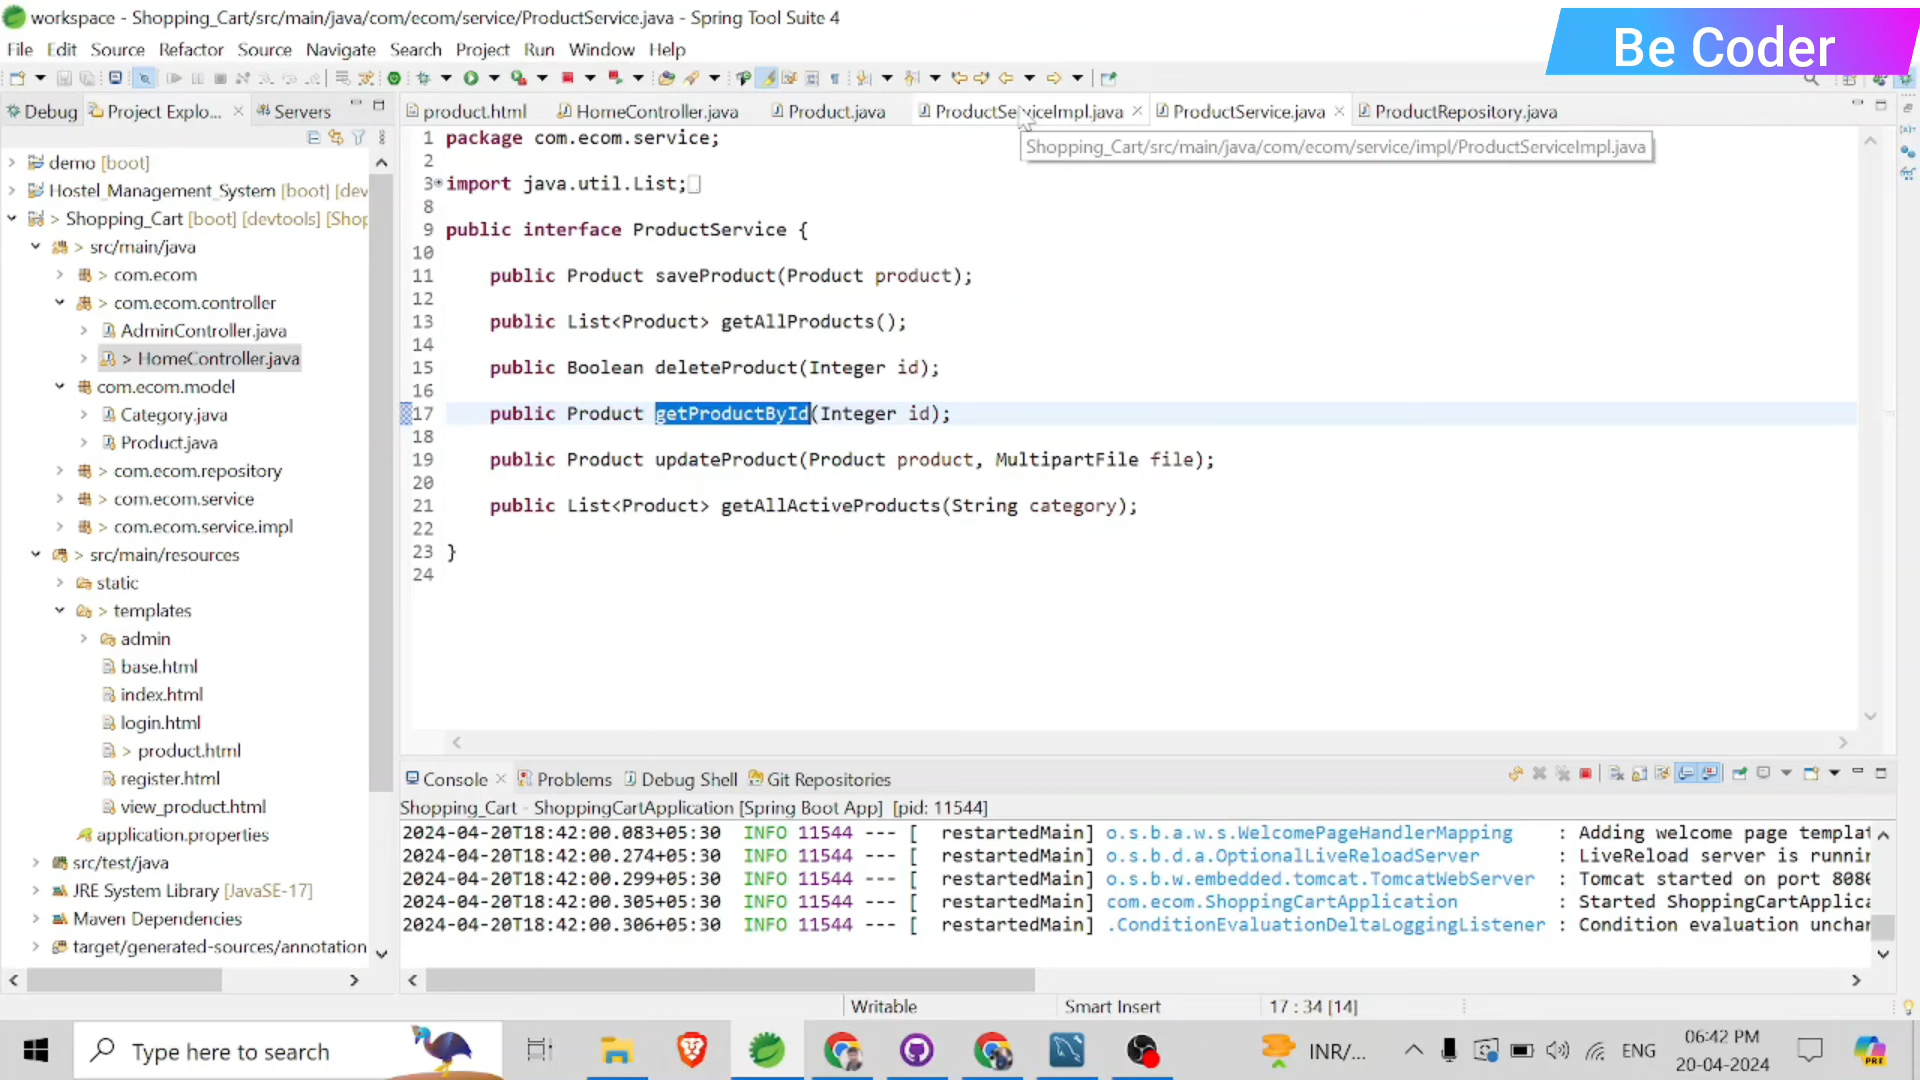 workspace - Shopping_Cart/src/main/java/com/ecom/service/ProductService.java - Spring Tool Suite 4
Be Coder
File Edit Source Refactor Source Navigate Search Project Run Window Help
Debug Project Explo... Servers
product.html HomeController.java Product.java ProductServiceImpl.java ProductService.java ProductRepository.java
Shopping_Cart/src/main/java/com/ecom/service/impl/ProductServiceImpl.java
demo [boot]
Hostel_Management_System [boot] [dev
> Shopping_Cart [boot] [devtools] [Shop
> src/main/java
> com.ecom
> com.ecom.controller
AdminController.java
> HomeController.java
com.ecom.model
Category.java
Product.java
> com.ecom.repository
> com.ecom.service
> com.ecom.service.impl
> src/main/resources
static
> templates
admin
base.html
index.html
login.html
> product.html
register.html
view_product.html
application.properties
src/test/java
JRE System Library [JavaSE-17]
Maven Dependencies
target/generated-sources/annotation
1 package com.ecom.service;
2
3 import java.util.List;
8
9 public interface ProductService {
10
11 public Product saveProduct(Product product);
12
13 public List<Product> getAllProducts();
14
15 public Boolean deleteProduct(Integer id);
16
17 public Product getProductById(Integer id);
18
19 public Product updateProduct(Product product, MultipartFile file);
20
21 public List<Product> getAllActiveProducts(String category);
22
23 }
24
Console Problems Debug Shell Git Repositories
Shopping_Cart - ShoppingCartApplication [Spring Boot App] [pid: 11544]
2024-04-20T18:42:00.083+05:30 INFO 11544 --- [ restartedMain] o.s.b.a.w.s.WelcomePageHandlerMapping : Adding welcome page templat
2024-04-20T18:42:00.274+05:30 INFO 11544 --- [ restartedMain] o.s.b.d.a.OptionalLiveReloadServer : LiveReload server is runnin
2024-04-20T18:42:00.299+05:30 INFO 11544 --- [ restartedMain] o.s.b.w.embedded.tomcat.TomcatWebServer : Tomcat started on port 8080
2024-04-20T18:42:00.305+05:30 INFO 11544 --- [ restartedMain] com.ecom.ShoppingCartApplication : Started ShoppingCartApplica
2024-04-20T18:42:00.306+05:30 INFO 11544 --- [ restartedMain] .ConditionEvaluationDeltaLoggingListener : Condition evaluation unchan
Writable Smart Insert 17 : 34 [14]
Type here to search
INR/... ENG
06:42 PM
20-04-2024
PRE